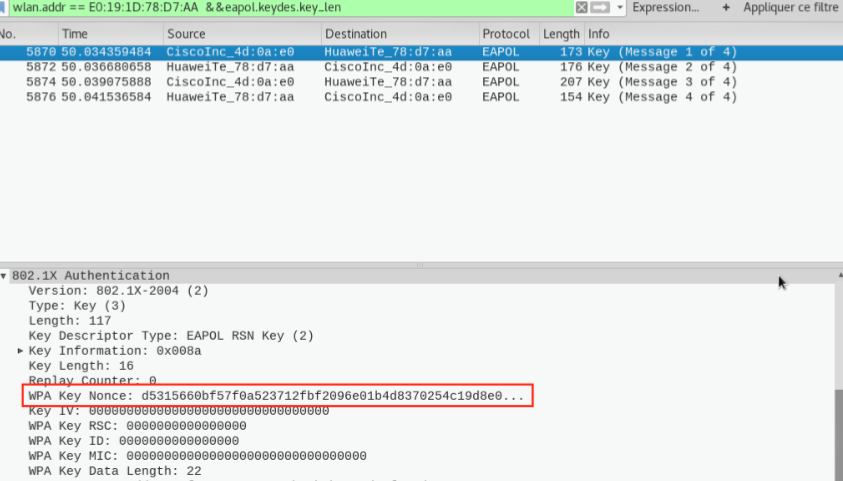 wlan.addr == E0:19:1D:78:D7:AA &&eapol.keydes.key_len Expression... + Appliquer ce filtre
No. Time Source Destination Protocol Length Info
5870 50.034359484 CiscoInc_4d:0a:e0 HuaweiTe_78:d7:aa EAPOL 173 Key (Message 1 of 4)
5872 50.036680658 HuaweiTe_78:d7:aa CiscoInc_4d:0a:e0 EAPOL 176 Key (Message 2 of 4)
5874 50.039075888 CiscoInc_4d:0a:e0 HuaweiTe_78:d7:aa EAPOL 207 Key (Message 3 of 4)
5876 50.041536584 HuaweiTe_78:d7:aa CiscoInc_4d:0a:e0 EAPOL 154 Key (Message 4 of 4)
802.1X Authentication
Version: 802.1X-2004 (2)
Type: Key (3)
Length: 117
Key Descriptor Type: EAPOL RSN Key (2)
Key Information: 0x008a
Key Length: 16
Replay Counter: 0
WPA Key Nonce: d5315660bf57f0a523712fbf2096e01b4d8370254c19d8e0...
Key IV: 00000000000000000000000000000000
WPA Key RSC: 0000000000000000
WPA Key ID: 0000000000000000
WPA Key MIC: 00000000000000000000000000000000
WPA Key Data Length: 22